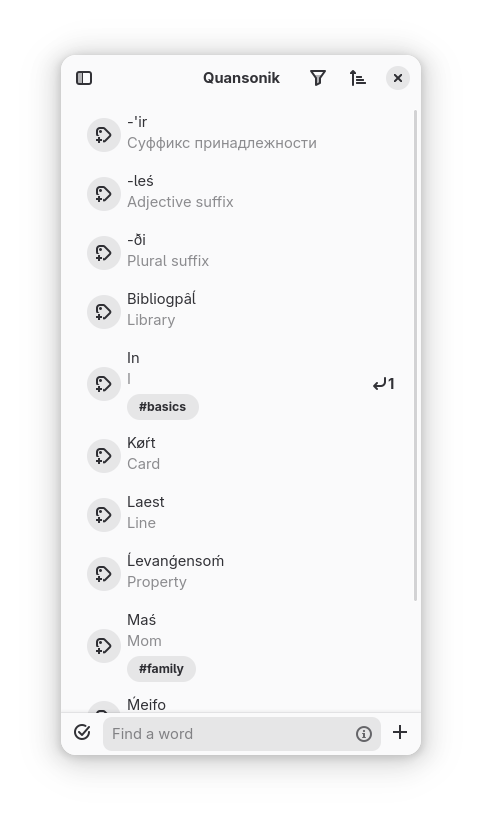 Quansonik
-'ir
Суффикс принадлежности
-leś
Adjective suffix
-ði
Plural suffix
Bibliogpâĺ
Library
In
I
1
#basics
Køŕt
Card
Laest
Line
Ĺevanǵensoḿ
Property
Maś
Mom
#family
Ḿeifo
Find a word